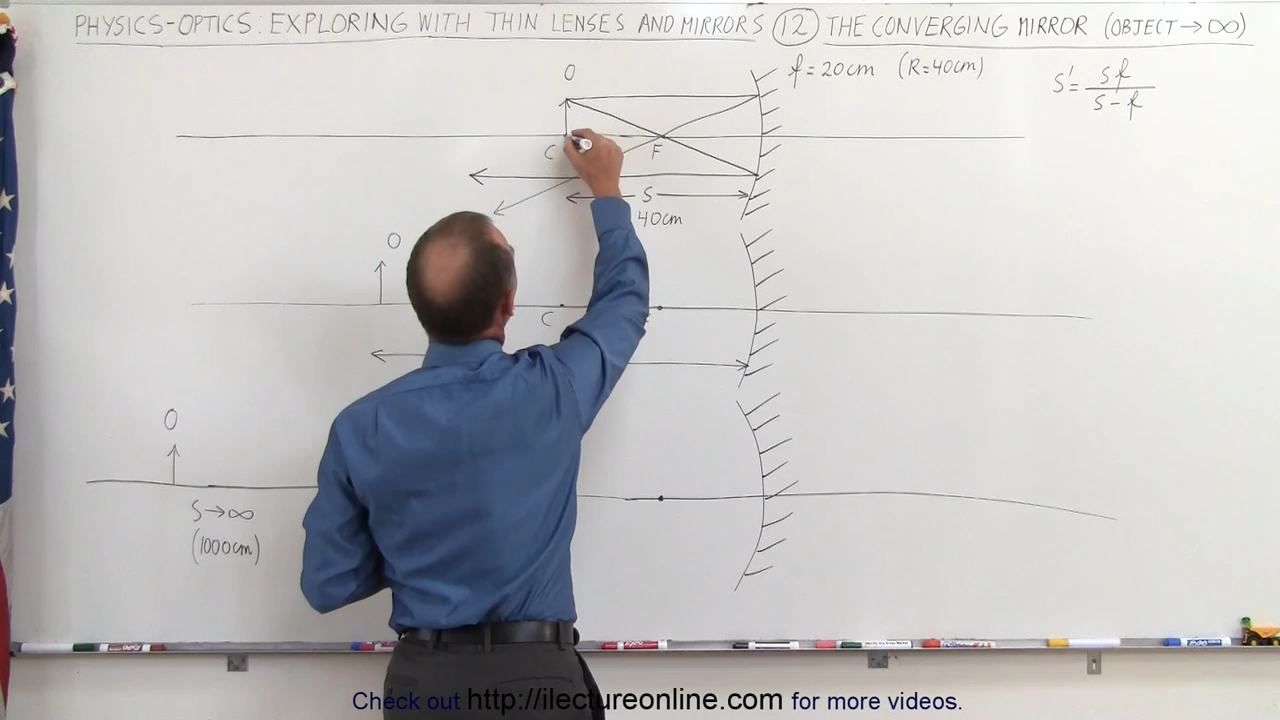 PHYSICS-OPTICS: EXPLORING WITH THIN LENSES AND MIRRORS 12 THE CONVERGING MIRROR (OBJECT→∞)
f = 20cm (R=40cm)
S' = Sf / S-f
O
C F
S
40cm
O
C
O
S→∞
(1000cm)
Check out http://ilectureonline.com for more videos.